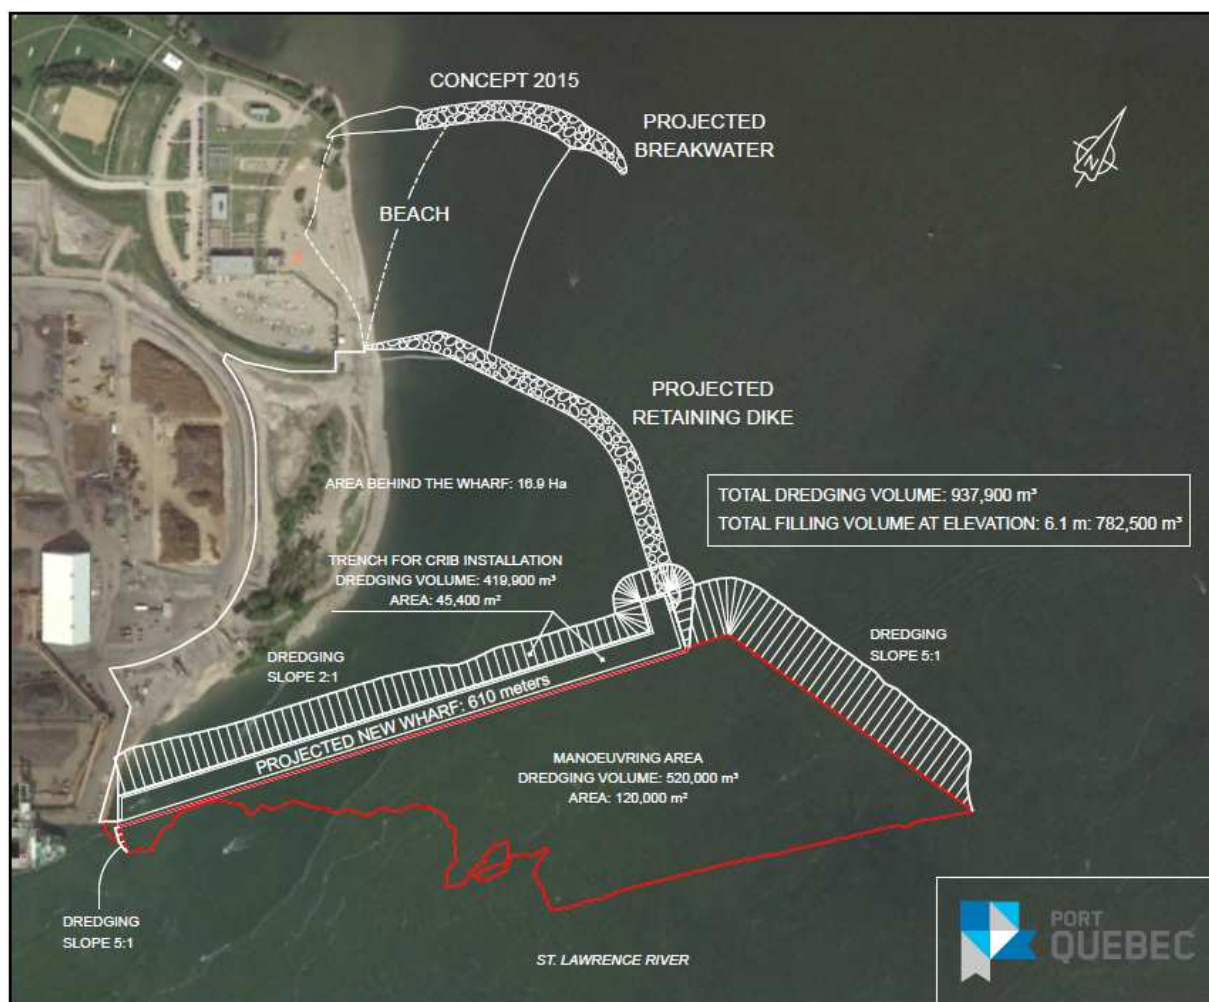 CONCEPT 2015
PROJECTED
BREAKWATER
N
BEACH
PROJECTED
RETAINING DIKE
AREA BEHIND THE WHARF: 16.9 Ha
TOTAL DREDGING VOLUME: 937,900 m³
TOTAL FILLING VOLUME AT ELEVATION: 6.1 m: 782,500 m³
TRENCH FOR CRIB INSTALLATION
DREDGING VOLUME: 419,900 m³
AREA: 45,400 m²
DREDGING
SLOPE 5:1
DREDGING
SLOPE 2:1
PROJECTED NEW WHARF: 610 meters
MANOEUVRING AREA
DREDGING VOLUME: 520,000 m³
AREA: 120,000 m²
DREDGING
SLOPE 5:1
ST. LAWRENCE RIVER
PORT
QUEBEC